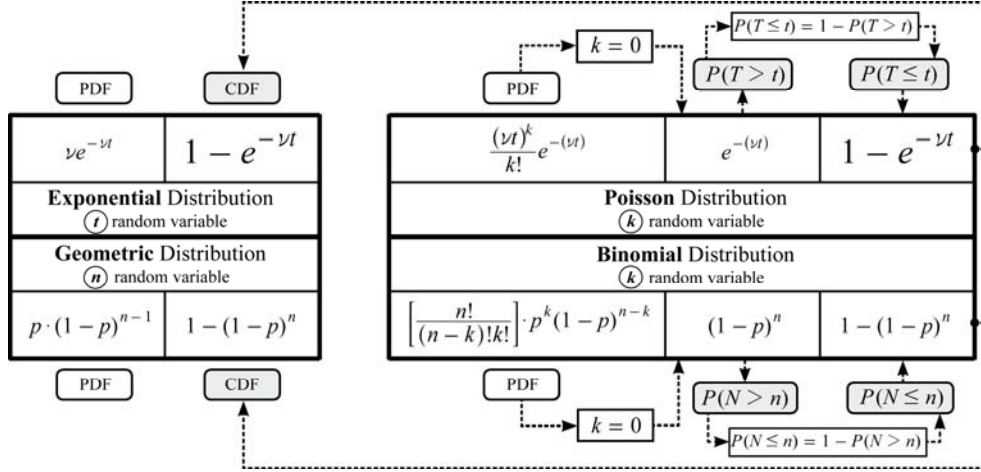 P(T ≤ t) = 1 − P(T > t)
k = 0
PDF
CDF
PDF
P(T > t)
P(T ≤ t)
νe^{−νt}
1 − e^{−νt}
\frac{(νt)^k}{k!} e^{−(νt)}
e^{−(νt)}
1 − e^{−νt}
Exponential Distribution
t random variable
Poisson Distribution
k random variable
Geometric Distribution
n random variable
Binomial Distribution
k random variable
p · (1 − p)^{n−1}
1 − (1 − p)^n
[\frac{n!}{(n − k)!k!}] · p^k (1 − p)^{n−k}
(1 − p)^n
1 − (1 − p)^n
PDF
CDF
PDF
P(N > n)
P(N ≤ n)
k = 0
P(N ≤ n) = 1 − P(N > n)